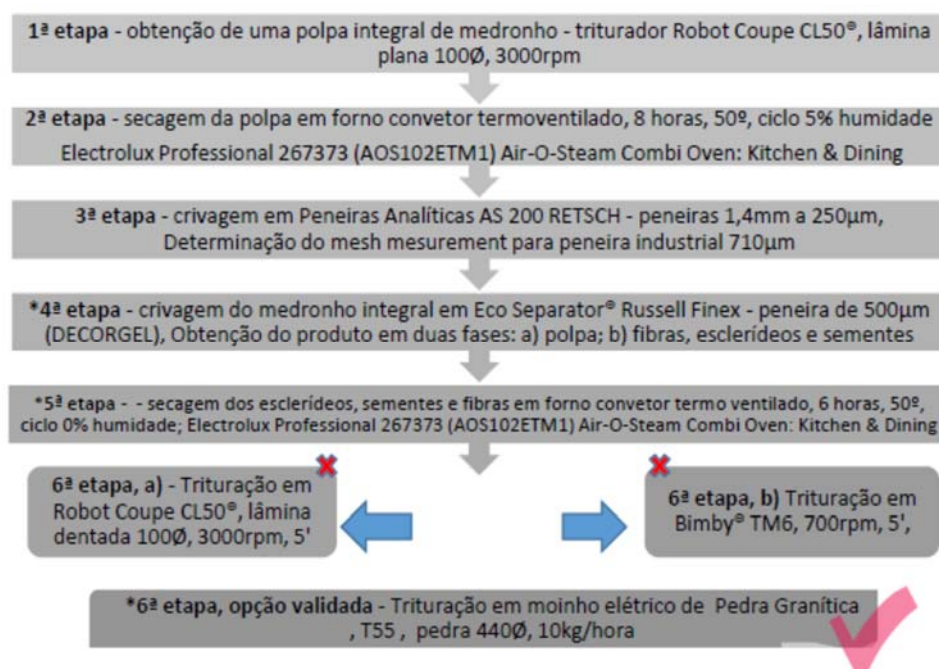 1ª etapa - obtenção de uma polpa integral de medronho - triturador Robot Coupe CL50®, lâmina
plana 100Ø, 3000rpm
2ª etapa - secagem da polpa em forno convetor termoventilado, 8 horas, 50º, ciclo 5% humidade
Electrolux Professional 267373 (AOS102ETM1) Air-O-Steam Combi Oven: Kitchen & Dining
3ª etapa - crivagem em Peneiras Analíticas AS 200 RETSCH - peneiras 1,4mm a 250µm,
Determinação do mesh mesurement para peneira industrial 710µm
*4ª etapa - crivagem do medronho integral em Eco Separator® Russell Finex - peneira de 500µm
(DECORGEL), Obtenção do produto em duas fases: a) polpa; b) fibras, esclerídeos e sementes
*5ª etapa - - secagem dos esclerídeos, sementes e fibras em forno convetor termo ventilado, 6 horas, 50º,
ciclo 0% humidade; Electrolux Professional 267373 (AOS102ETM1) Air-O-Steam Combi Oven: Kitchen & Dining
6ª etapa, a) - Trituração em
Robot Coupe CL50®, lâmina
dentada 100Ø, 3000rpm, 5'
6ª etapa, b) Trituração em
Bimby® TM6, 700rpm, 5',
*6ª etapa, opção validada - Trituração em moinho elétrico de Pedra Granítica
, T55 , pedra 440Ø, 10kg/hora